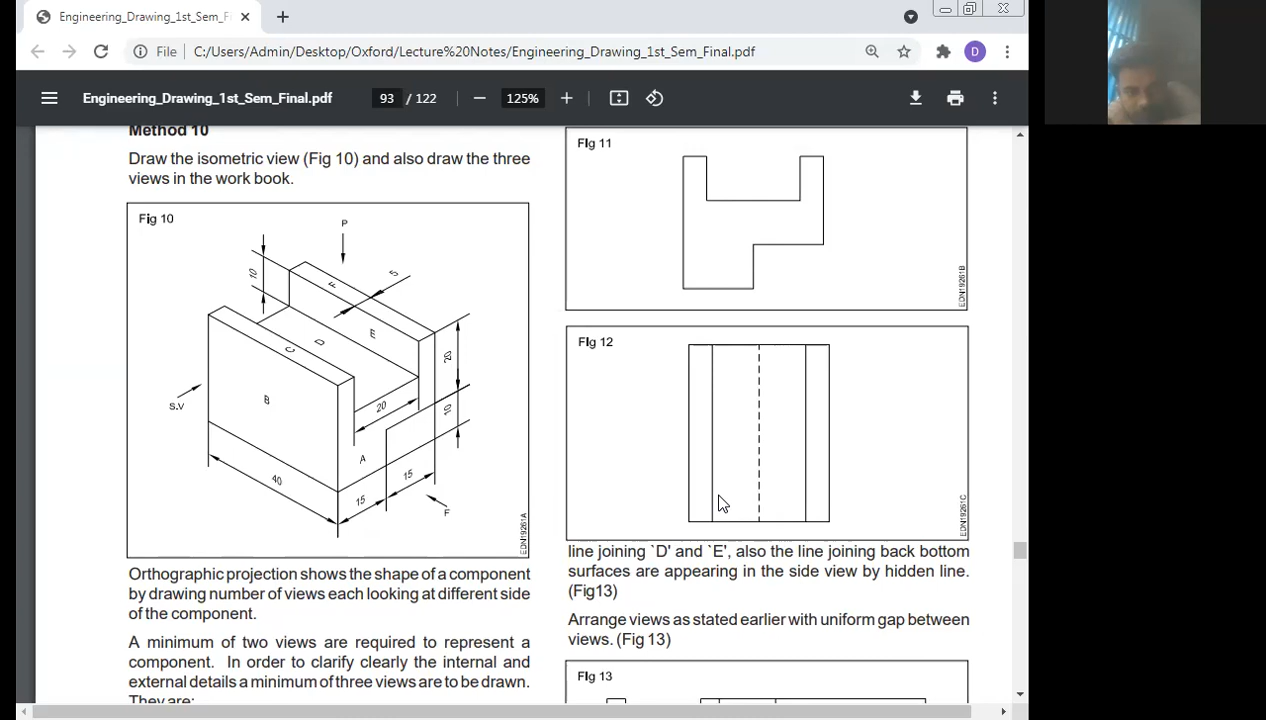 Engineering_Drawing_1st_Sem_Fi
File
C:/Users/Admin/Desktop/Oxford/Lecture%20Notes/Engineering_Drawing_1st_Sem_Final.pdf
D
Engineering_Drawing_1st_Sem_Final.pdf
93 / 122
125%
Method 10
Draw the isometric view (Fig 10) and also draw the three
views in the work book.
Fig 10
P
10
5
F
E
D
C
20
B
S.V
20
10
A
40
15
15
F
EDN19261A
Orthographic projection shows the shape of a component
by drawing number of views each looking at different side
of the component.
A minimum of two views are required to represent a
component. In order to clarify clearly the internal and
external details a minimum of three views are to be drawn.
They are:
Fig 11
EDN19261B
Fig 12
EDN19261C
line joining `D' and `E', also the line joining back bottom
surfaces are appearing in the side view by hidden line.
(Fig13)
Arrange views as stated earlier with uniform gap between
views. (Fig 13)
Fig 13